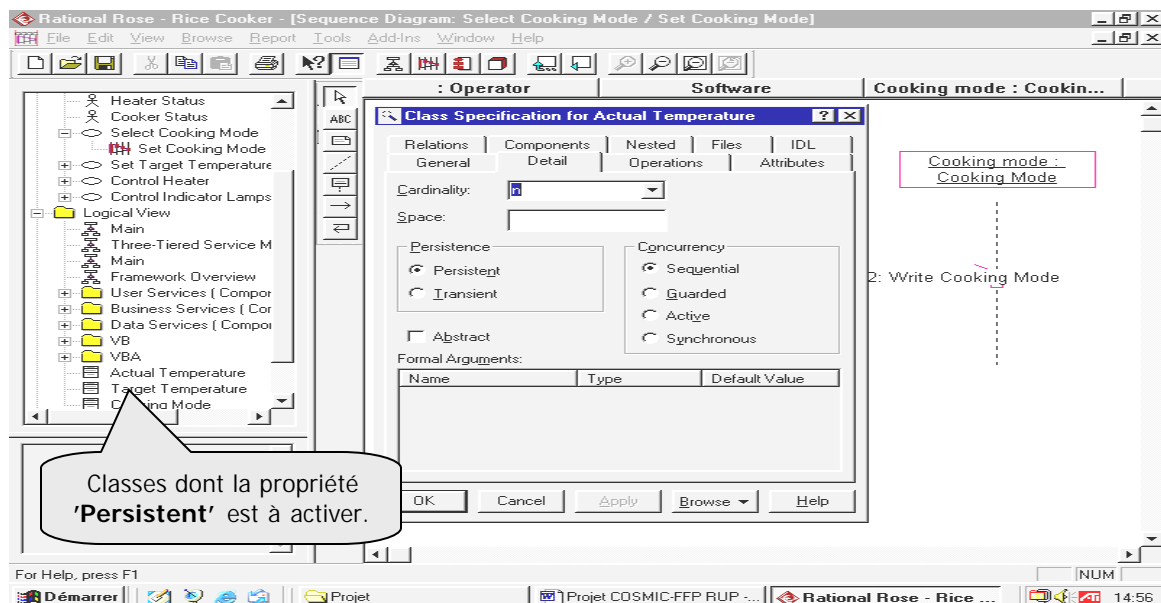 Rational Rose - Rice Cooker - [Sequence Diagram: Select Cooking Mode / Set Cooking Mode]
File Edit View Browse Report Tools Add-Ins Window Help
: Operator Software Cooking mode : Cookin...
Heater Status
Cooker Status
Select Cooking Mode
Set Cooking Mode
Set Target Temperature
Control Heater
Control Indicator Lamps
Logical View
Main
Three-Tiered Service M
Main
Framework Overview
User Services ( Compor
Business Services ( Cor
Data Services ( Compor
VB
VBA
Actual Temperature
Target Temperature
Mode
ABC
Class Specification for Actual Temperature
Relations Components Nested Files IDL
General Detail Operations Attributes
Cardinality: n
Space:
Persistence
Persistent
Transient
Concurrency
Sequential
Guarded
Active
Synchronous
Abstract
Formal Arguments:
Name Type Default Value
OK Cancel Apply Browse Help
Cooking mode :
Cooking Mode
2: Write Cooking Mode
Classes dont la propriété
'Persistent' est à activer.
For Help, press F1
NUM
Démarrer Projet Projet COSMIC-FFP RUP -... Rational Rose - Rice ... 14:56